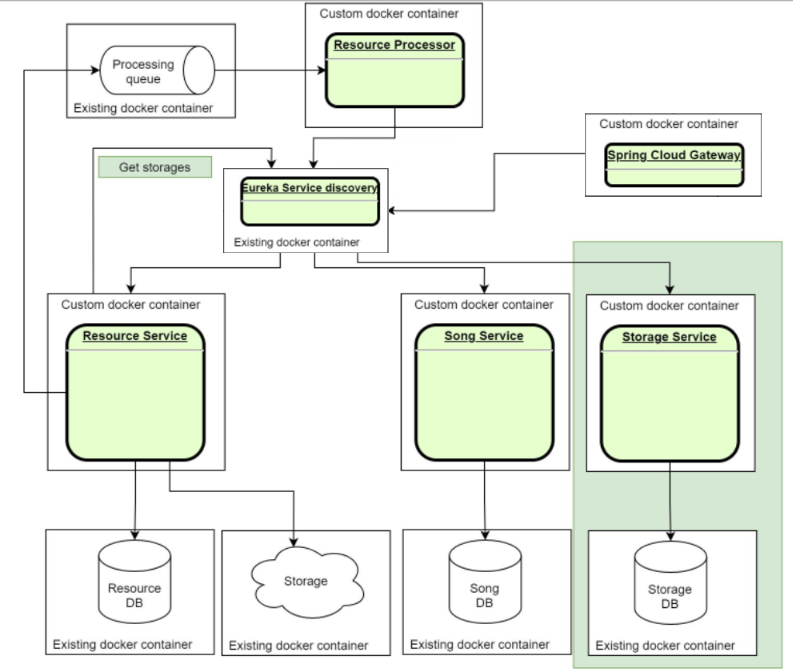 Custom docker container
Resource Processor
Processing
queue
Existing docker container
Custom docker container
Spring Cloud Gateway
Get storages
Eureka Service discovery
Existing docker container
Custom docker container
Resource Service
Custom docker container
Song Service
Custom docker container
Storage Service
Resource
DB
Existing docker container
Storage
Existing docker container
Song
DB
Existing docker container
Storage
DB
Existing docker container